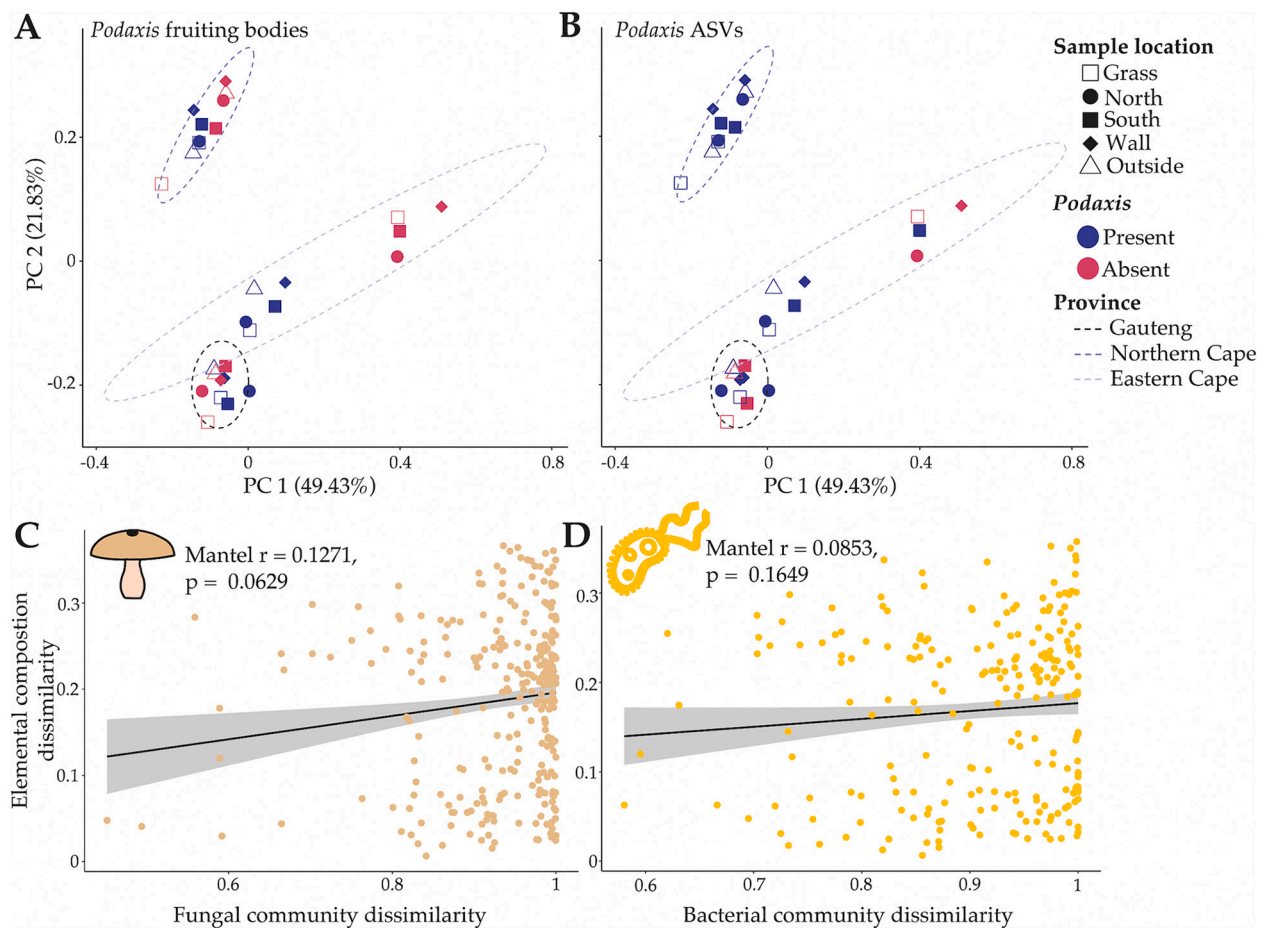 A
Podaxis fruiting bodies
PC 2 (21.83%)
0.2
0
-0.2
-0.4
0
0.4
0.8
PC 1 (49.43%)
B
Podaxis ASVs
-0.4
0
0.4
0.8
PC 1 (49.43%)
Sample location
Grass
North
South
Wall
Outside
Podaxis
Present
Absent
Province
Gauteng
Northern Cape
Eastern Cape
C
Mantel r = 0.1271,
p = 0.0629
Elemental compostion
dissimilarity
0.3
0.2
0.1
0
0.6
0.8
1
Fungal community dissimilarity
D
Mantel r = 0.0853,
p = 0.1649
0.3
0.2
0.1
0
0.6
0.7
0.8
0.9
1
Bacterial community dissimilarity